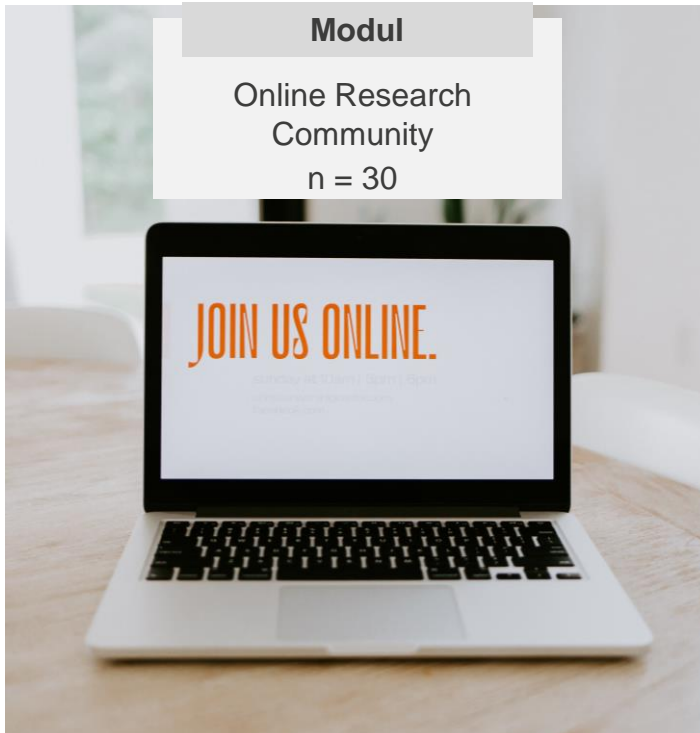 Modul
Online Research
Community
n = 30
JOIN US ONLINE.